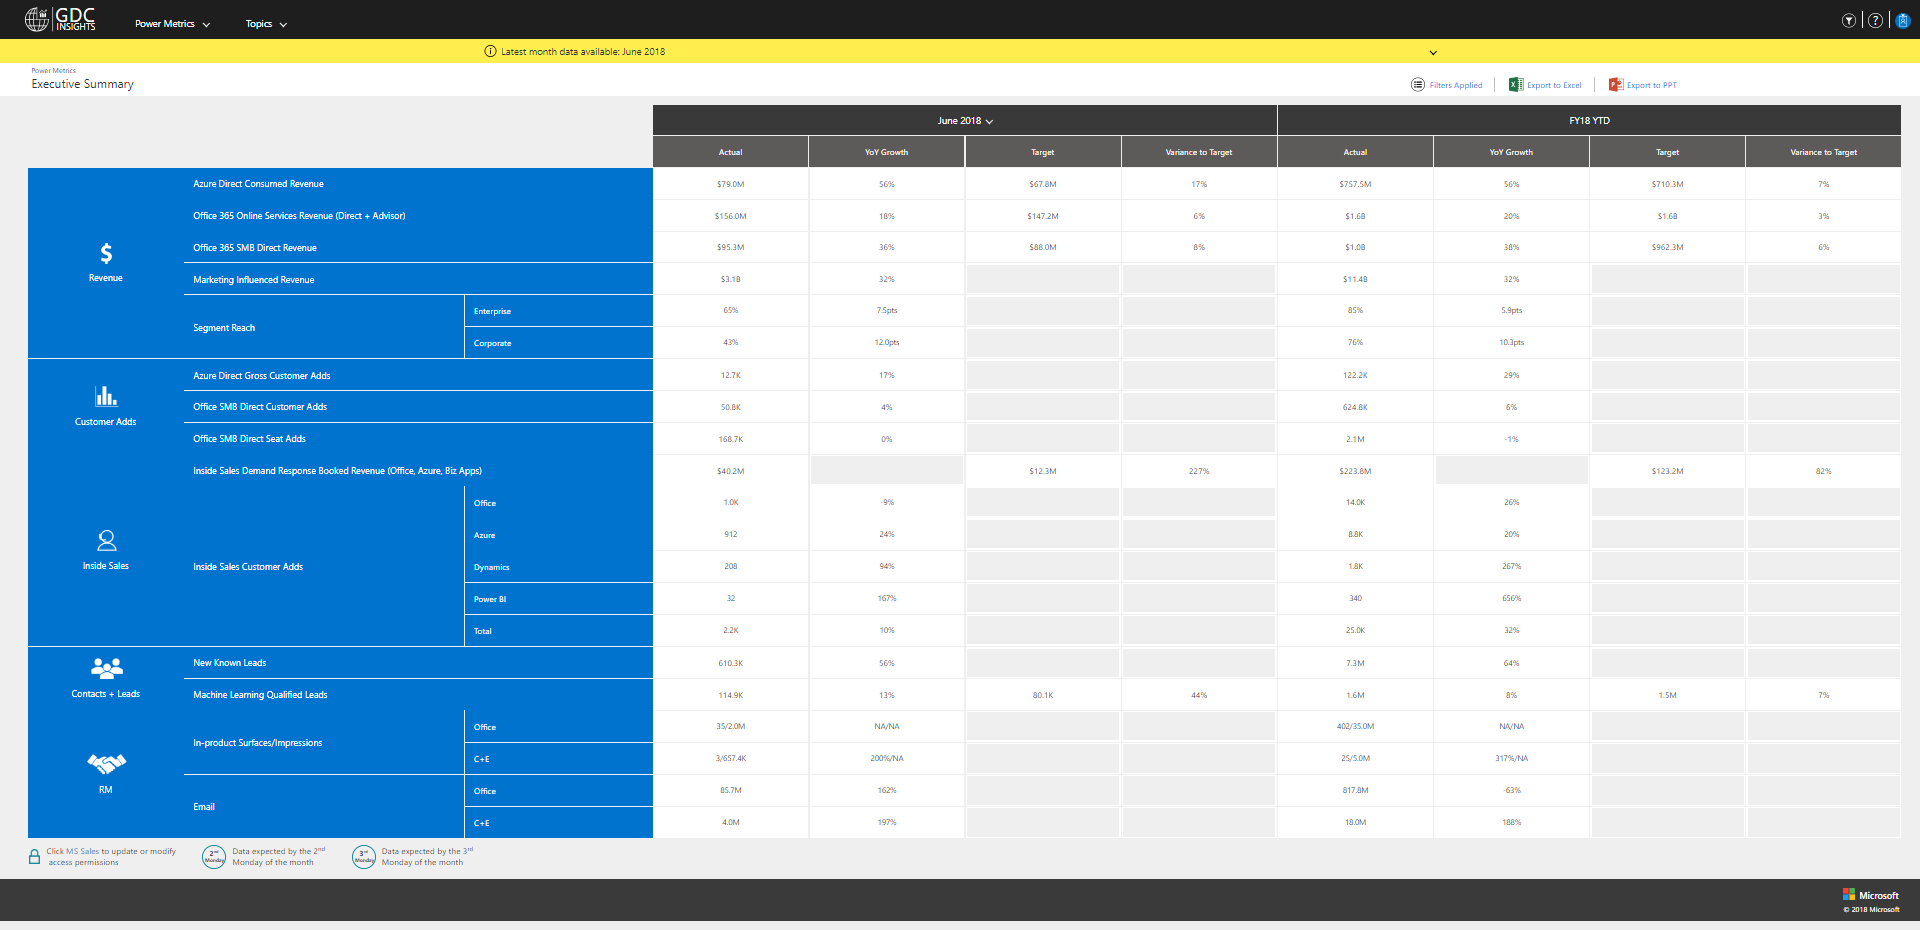 GDC
INSIGHTS
Power Metrics
Topics
?
Latest month data available: June 2018
Power Metrics
Executive Summary
Filters Applied
Export to Excel
Export to PPT
June 2018
FY18 YTD
Actual YoY Growth Target Variance to Target Actual YoY Growth Target Variance to Target
Revenue
Azure Direct Consumed Revenue $79.0M 56% $67.8M 17% $757.5M 56% $710.3M 7%
Office 365 Online Services Revenue (Direct + Advisor) $156.0M 18% $147.2M 6% $1.6B 20% $1.6B 3%
Office 365 SMB Direct Revenue $95.3M 36% $88.0M 8% $1.0B 38% $962.3M 6%
Marketing Influenced Revenue $3.1B 32% $11.4B 32%
Segment Reach
Enterprise 65% 7.5pts 85% 5.9pts
Corporate 43% 12.0pts 76% 10.3pts
Customer Adds
Azure Direct Gross Customer Adds 12.7K 17% 122.2K 29%
Office SMB Direct Customer Adds 50.8K 4% 624.8K 6%
Office SMB Direct Seat Adds 168.7K 0% 2.1M -1%
Inside Sales
Inside Sales Demand Response Booked Revenue (Office, Azure, Biz Apps) $40.2M $12.3M 227% $223.8M $123.2M 82%
Inside Sales Customer Adds
Office 1.0K -9% 14.0K 26%
Azure 912 24% 8.8K 20%
Dynamics 208 94% 1.8K 267%
Power BI 32 167% 340 656%
Total 2.2K 10% 25.0K 32%
Contacts + Leads
New Known Leads 610.3K 56% 7.3M 64%
Machine Learning Qualified Leads 114.9K 13% 80.1K 44% 1.6M 8% 1.5M 7%
RM
In-product Surfaces/Impressions
Office 35/2.0M NA/NA 402/35.0M NA/NA
C+E 3/657.4K 200%/NA 25/5.0M 317%/NA
Email
Office 85.7M 162% 817.8M -63%
C+E 4.0M 197% 18.0M 188%
Click MS Sales to update or modify
access permissions
2nd
Monday
Data expected by the 2nd
Monday of the month
3rd
Monday
Data expected by the 3rd
Monday of the month
Microsoft
© 2018 Microsoft